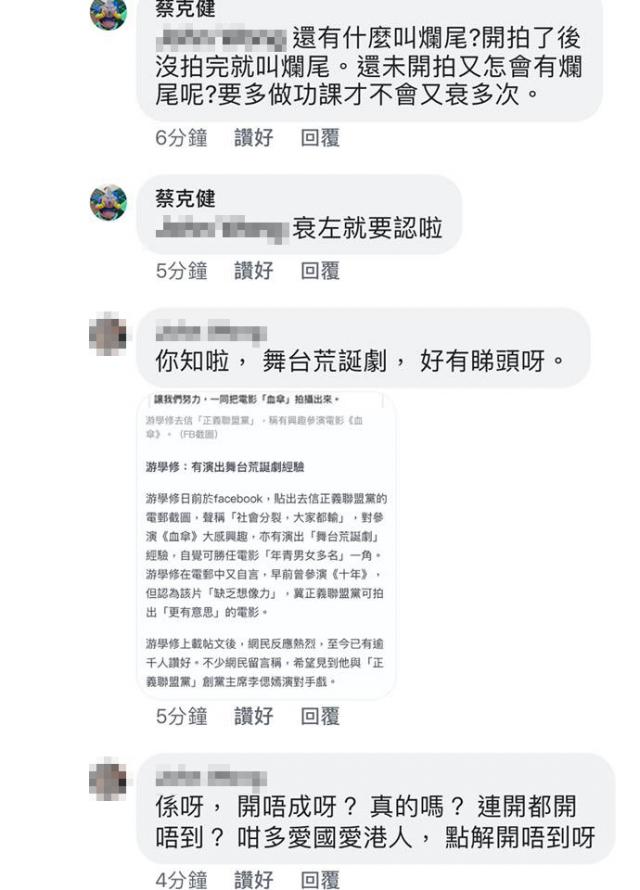 蔡克健
還有什麼叫爛尾?開拍了後
沒拍完就叫爛尾。還未開拍又怎會有爛
尾呢?要多做功課才不會又衰多次。
6分鐘 讚好 回覆
蔡克健
衰左就要認啦
5分鐘 讚好 回覆
你知啦， 舞台荒誕劇， 好有睇頭呀。
讓我們努力，一同把電影「血傘」拍攝出來。
游學修去信「正義聯盟黨」，稱有興趣參演電影《血
傘》。（FB截圖）
游學修：有演出舞台荒誕劇經驗
游學修日前於facebook，貼出去信正義聯盟黨的
電郵截圖，聲稱「社會分裂，大家都輸」，對參
演《血傘》大感興趣，亦有演出「舞台荒誕劇」
經驗，自覺可勝任電影「年青男女多名」一角。
游學修在電郵中又自言，早前曾參演《十年》，
但認為該片「缺乏想像力」，冀正義聯盟黨可拍
出「更有意思」的電影。
游學修上載帖文後，網民反應熱烈，至今已有逾
千人讚好。不少網民留言稱，希望見到他與「正
義聯盟黨」創黨主席李偲嫣演對手戲。
5分鐘 讚好 回覆
係呀， 開唔成呀？ 真的嗎？ 連開都開
唔到？ 咁多愛國愛港人， 點解開唔到呀
4分鐘 讚好 回覆